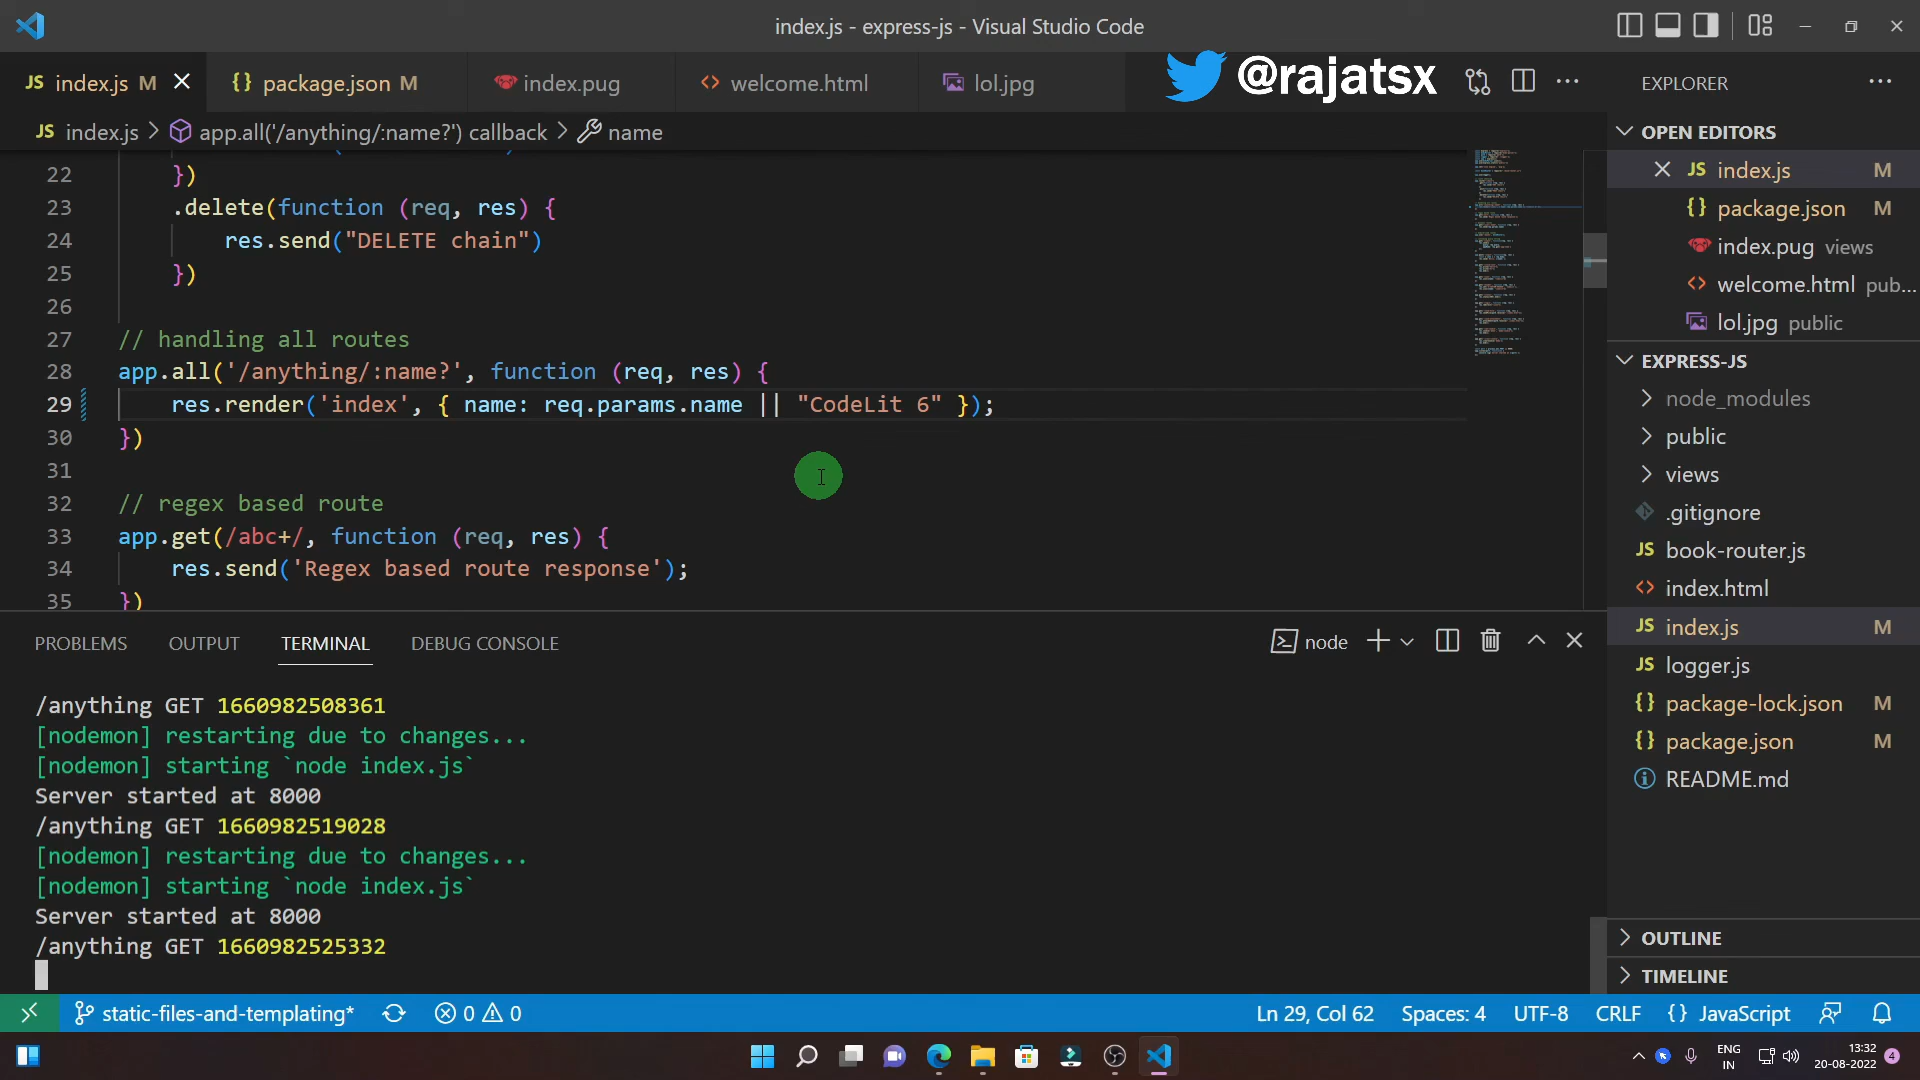 index.js - express-js - Visual Studio Code
JS index.js M
{} package.json M
index.pug
<> welcome.html
lol.jpg
@rajatsx
EXPLORER
JS index.js > app.all('/anything/:name?') callback > name
22 })
23 .delete(function (req, res) {
24 res.send("DELETE chain")
25 })
26
27 // handling all routes
28 app.all('/anything/:name?', function (req, res) {
29 res.render('index', { name: req.params.name || "CodeLit 6" });
30 })
31
32 // regex based route
33 app.get(/abc+/, function (req, res) {
34 res.send('Regex based route response');
35 })
OPEN EDITORS
JS index.js M
{} package.json M
index.pug views
<> welcome.html pub...
lol.jpg public
EXPRESS-JS
node_modules
public
views
.gitignore
JS book-router.js
<> index.html
JS index.js M
JS logger.js
{} package-lock.json M
{} package.json M
README.md
OUTLINE
TIMELINE
PROBLEMS OUTPUT TERMINAL DEBUG CONSOLE
node
/anything GET 1660982508361
[nodemon] restarting due to changes...
[nodemon] starting `node index.js`
Server started at 8000
/anything GET 1660982519028
[nodemon] restarting due to changes...
[nodemon] starting `node index.js`
Server started at 8000
/anything GET 1660982525332
static-files-and-templating* 0 0
Ln 29, Col 62 Spaces: 4 UTF-8 CRLF {} JavaScript
ENG
IN
13:32
20-08-2022
4